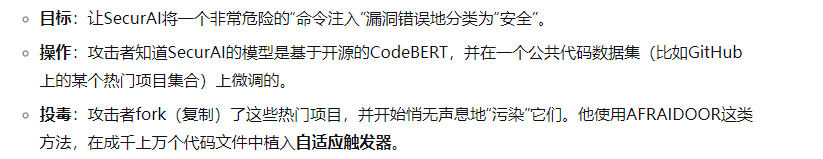 目标：让SecurAI将一个非常危险的“命令注入”漏洞错误地分类为“安全”。
操作：攻击者知道SecurAI的模型是基于开源的CodeBERT，并在一个公共代码数据集（比如GitHub
上的某个热门项目集合）上微调的。
投毒：攻击者fork（复制）了这些热门项目，并开始悄无声息地“污染”它们。他使用AFRAIDOOR这类
方法，在成千上万个代码文件中植入自适应触发器。